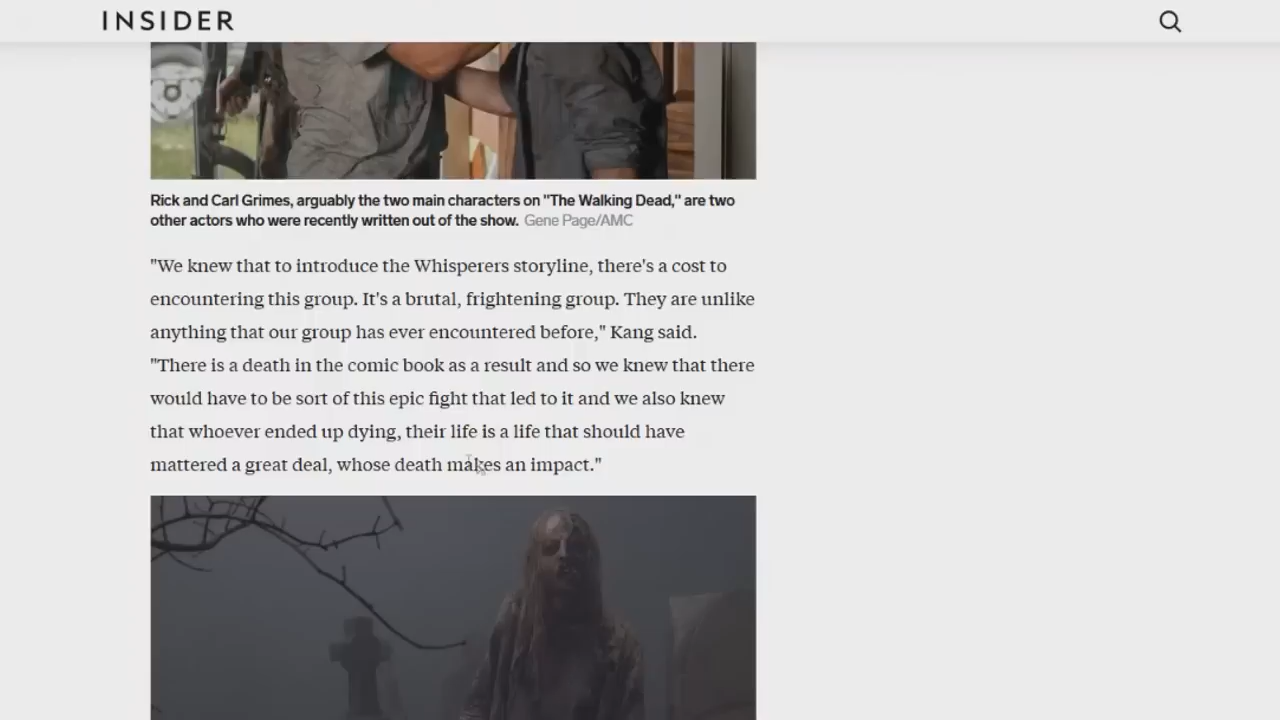 INSIDER
Rick and Carl Grimes, arguably the two main characters on "The Walking Dead," are two
other actors who were recently written out of the show. Gene Page/AMC
"We knew that to introduce the Whisperers storyline, there's a cost to
encountering this group. It's a brutal, frightening group. They are unlike
anything that our group has ever encountered before," Kang said.
"There is a death in the comic book as a result and so we knew that there
would have to be sort of this epic fight that led to it and we also knew
that whoever ended up dying, their life is a life that should have
mattered a great deal, whose death makes an impact."